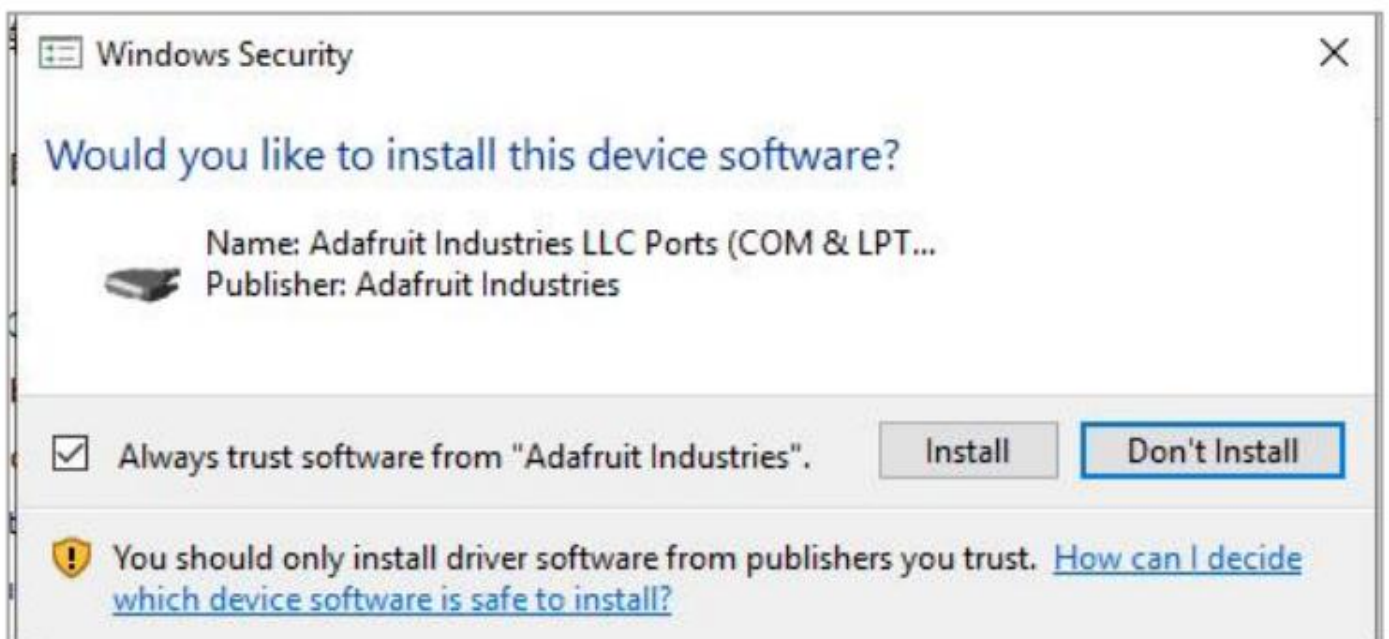 Windows Security
Would you like to install this device software?
Name: Adafruit Industries LLC Ports (COM & LPT...
Publisher: Adafruit Industries
Always trust software from "Adafruit Industries".
Install
Don't Install
You should only install driver software from publishers you trust. How can I decide
which device software is safe to install?